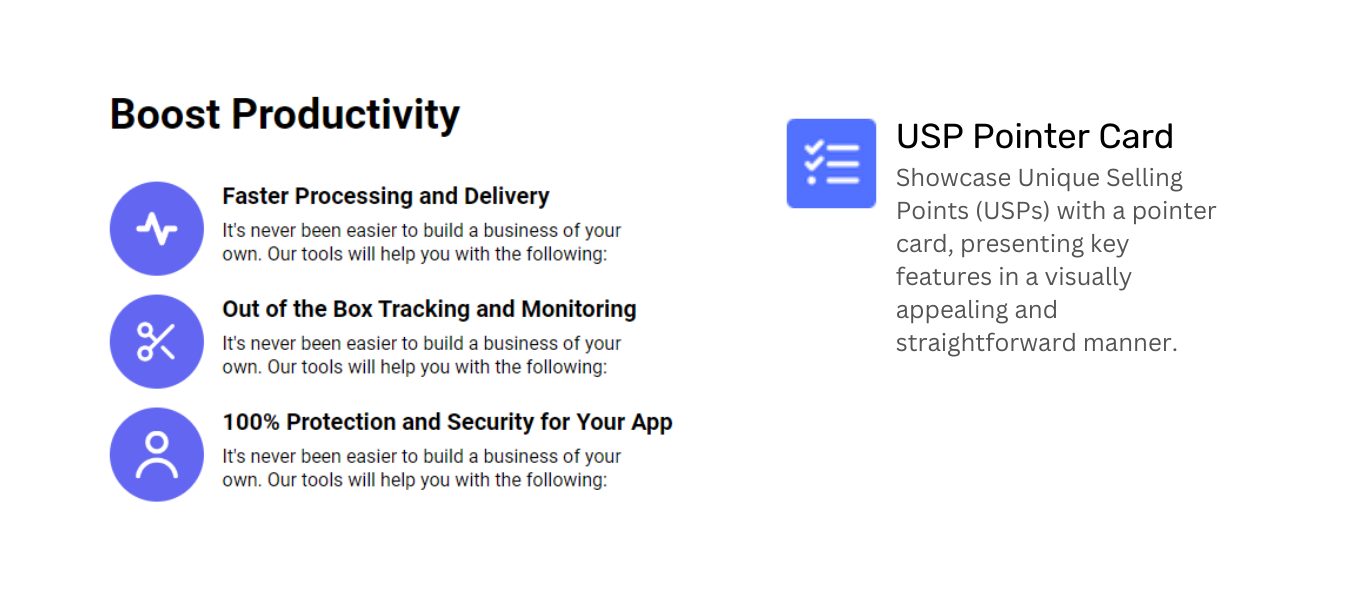 Boost Productivity
Faster Processing and Delivery
It's never been easier to build a business of your
own. Our tools will help you with the following:
Out of the Box Tracking and Monitoring
It's never been easier to build a business of your
own. Our tools will help you with the following:
100% Protection and Security for Your App
It's never been easier to build a business of your
own. Our tools will help you with the following:
USP Pointer Card
Showcase Unique Selling
Points (USPs) with a pointer
card, presenting key
features in a visually
appealing and
straightforward manner.